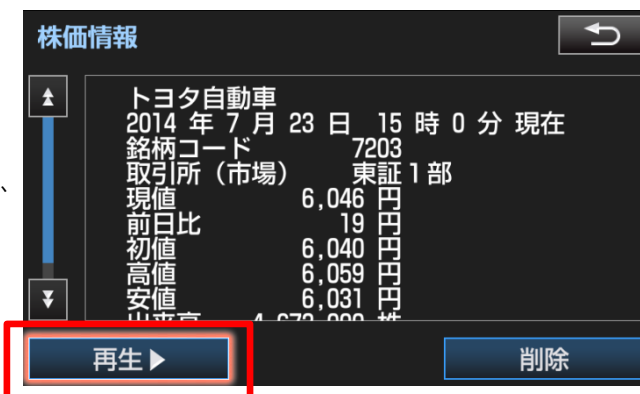 株価情報
トヨタ自動車
2014 年 7 月 23 日 15 時 0 分 現在
銘柄コード 7203
取引所（市場） 東証1部
現値 6,046 円
前日比 19 円
初値 6,040 円
高値 6,059 円
安値 6,031 円
、
再生▶
削除